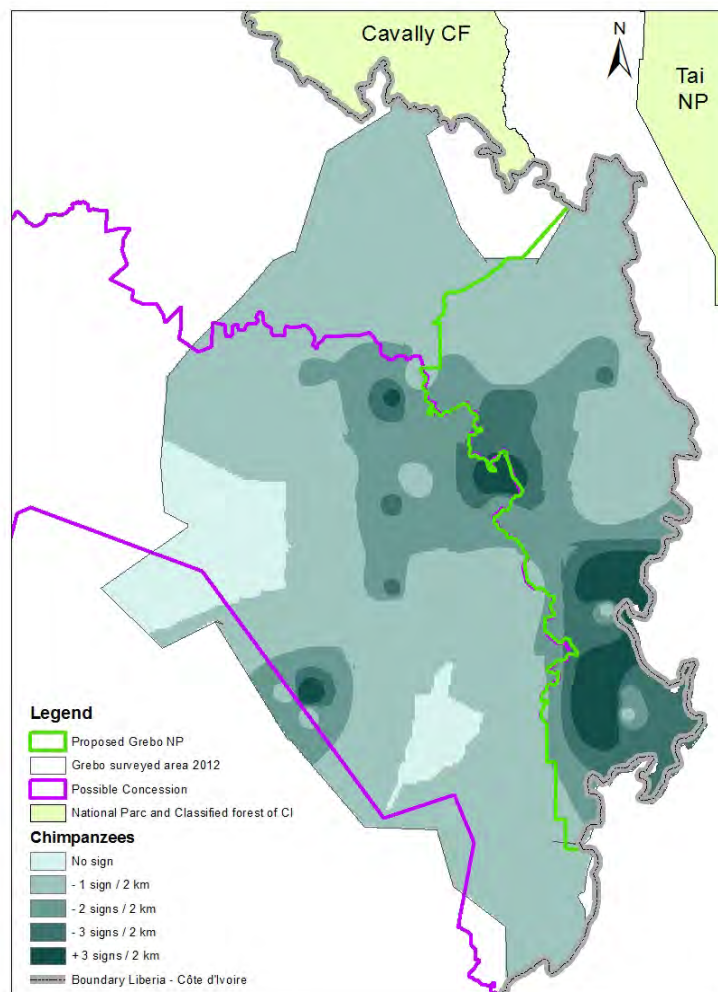 Cavally CF
N
Tai
NP
Legend
Proposed Grebo NP
Grebo surveyed area 2012
Possible Concession
National Parc and Classified forest of CI
Chimpanzees
No sign
- 1 sign / 2 km
- 2 signs / 2 km
- 3 signs / 2 km
+ 3 signs / 2 km
Boundary Liberia - Côte d'Ivoire